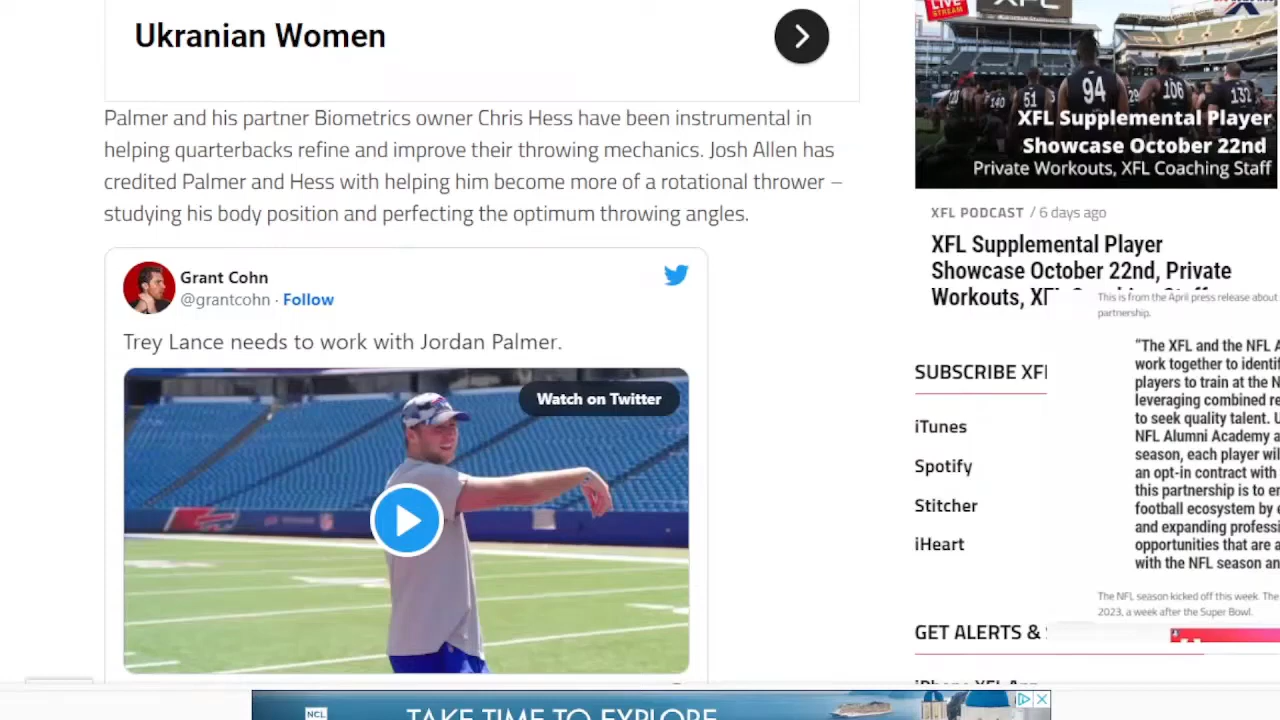 Ukranian Women
Palmer and his partner Biometrics owner Chris Hess have been instrumental in
helping quarterbacks refine and improve their throwing mechanics. Josh Allen has
credited Palmer and Hess with helping him become more of a rotational thrower –
studying his body position and perfecting the optimum throwing angles.
Grant Cohn
@grantcohn · Follow
Trey Lance needs to work with Jordan Palmer.
Watch on Twitter
LIVE
STREAM
XFL
94
51
140
106
132
XFL Supplemental Player
Showcase October 22nd
Private Workouts, XFL Coaching Staff
XFL PODCAST / 6 days ago
XFL Supplemental Player
Showcase October 22nd, Private
Workouts,
This is from the April press release about
partnership.
"The XFL and the NFL A
work together to identif
players to train at the N
leveraging combined re
to seek quality talent. U
NFL Alumni Academy a
season, each player wil
an opt-in contract with
this partnership is to e
football ecosystem by e
and expanding professi
opportunities that are a
with the NFL season an
The NFL season kicked off this week. The
2023, a week after the Super Bowl.
SUBSCRIBE XF
iTunes
Spotify
Stitcher
iHeart
GET ALERTS &
iPhone XFL App
NCL
TAKE TIME TO EXPLORE